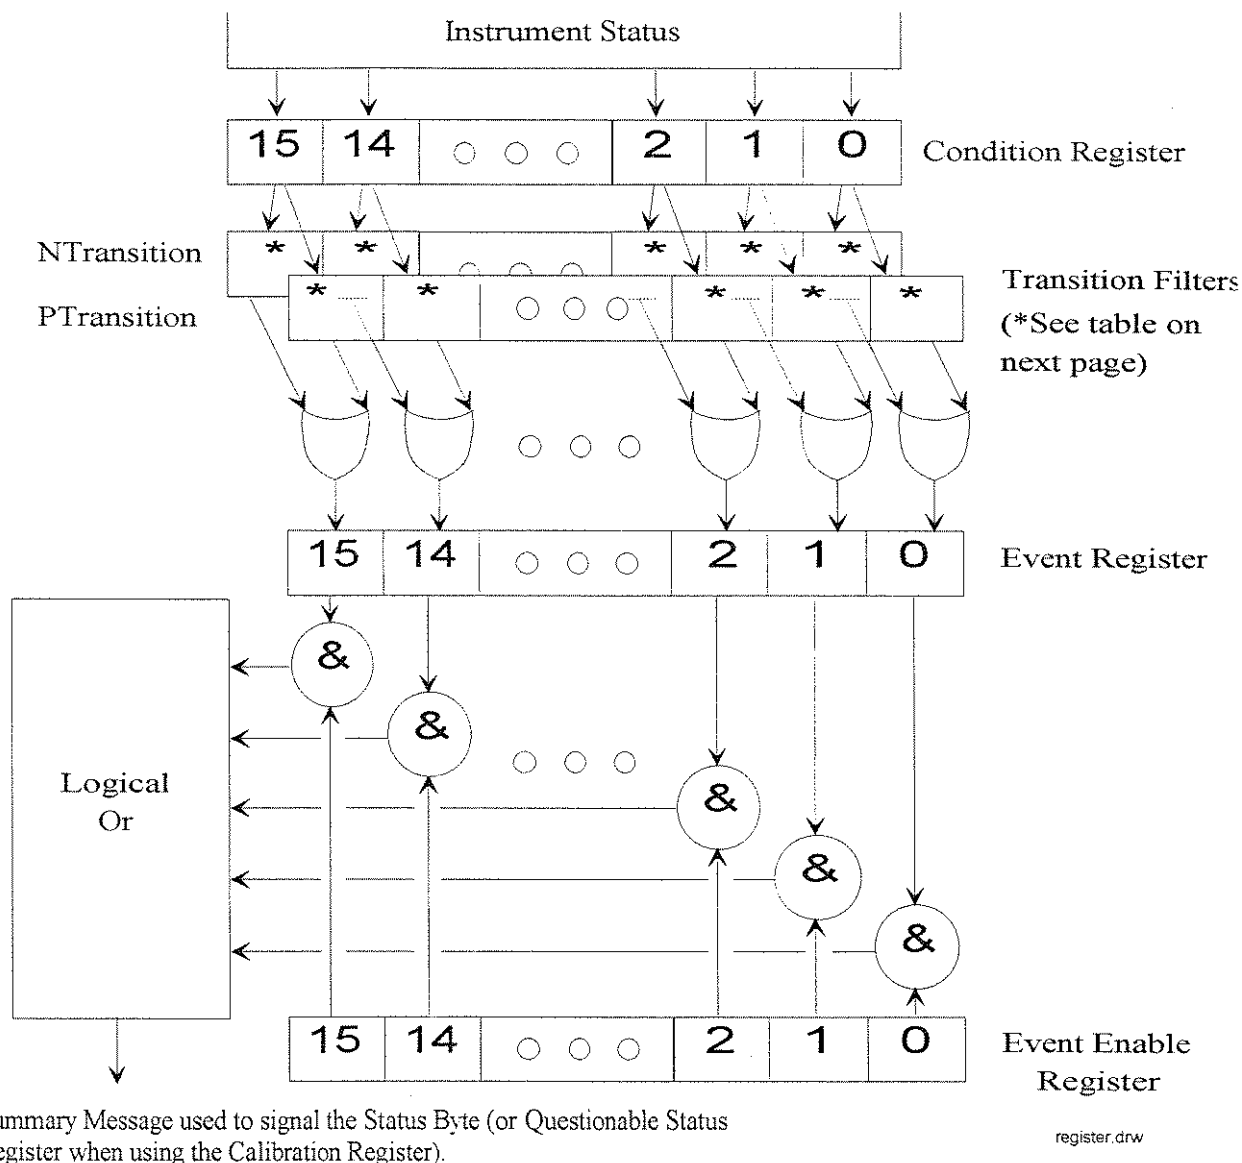 Instrument Status
15 14 2 1 0
Condition Register
NTransition
* * * * *
PTransition
* * * * *
Transition Filters
(*See table on
next page)
15 14 2 1 0
Event Register
&
&
&
&
&
Logical
Or
15 14 2 1 0
Event Enable
Register
ummary Message used to signal the Status Byte (or Questionable Status
egister when using the Calibration Register).
register.drw